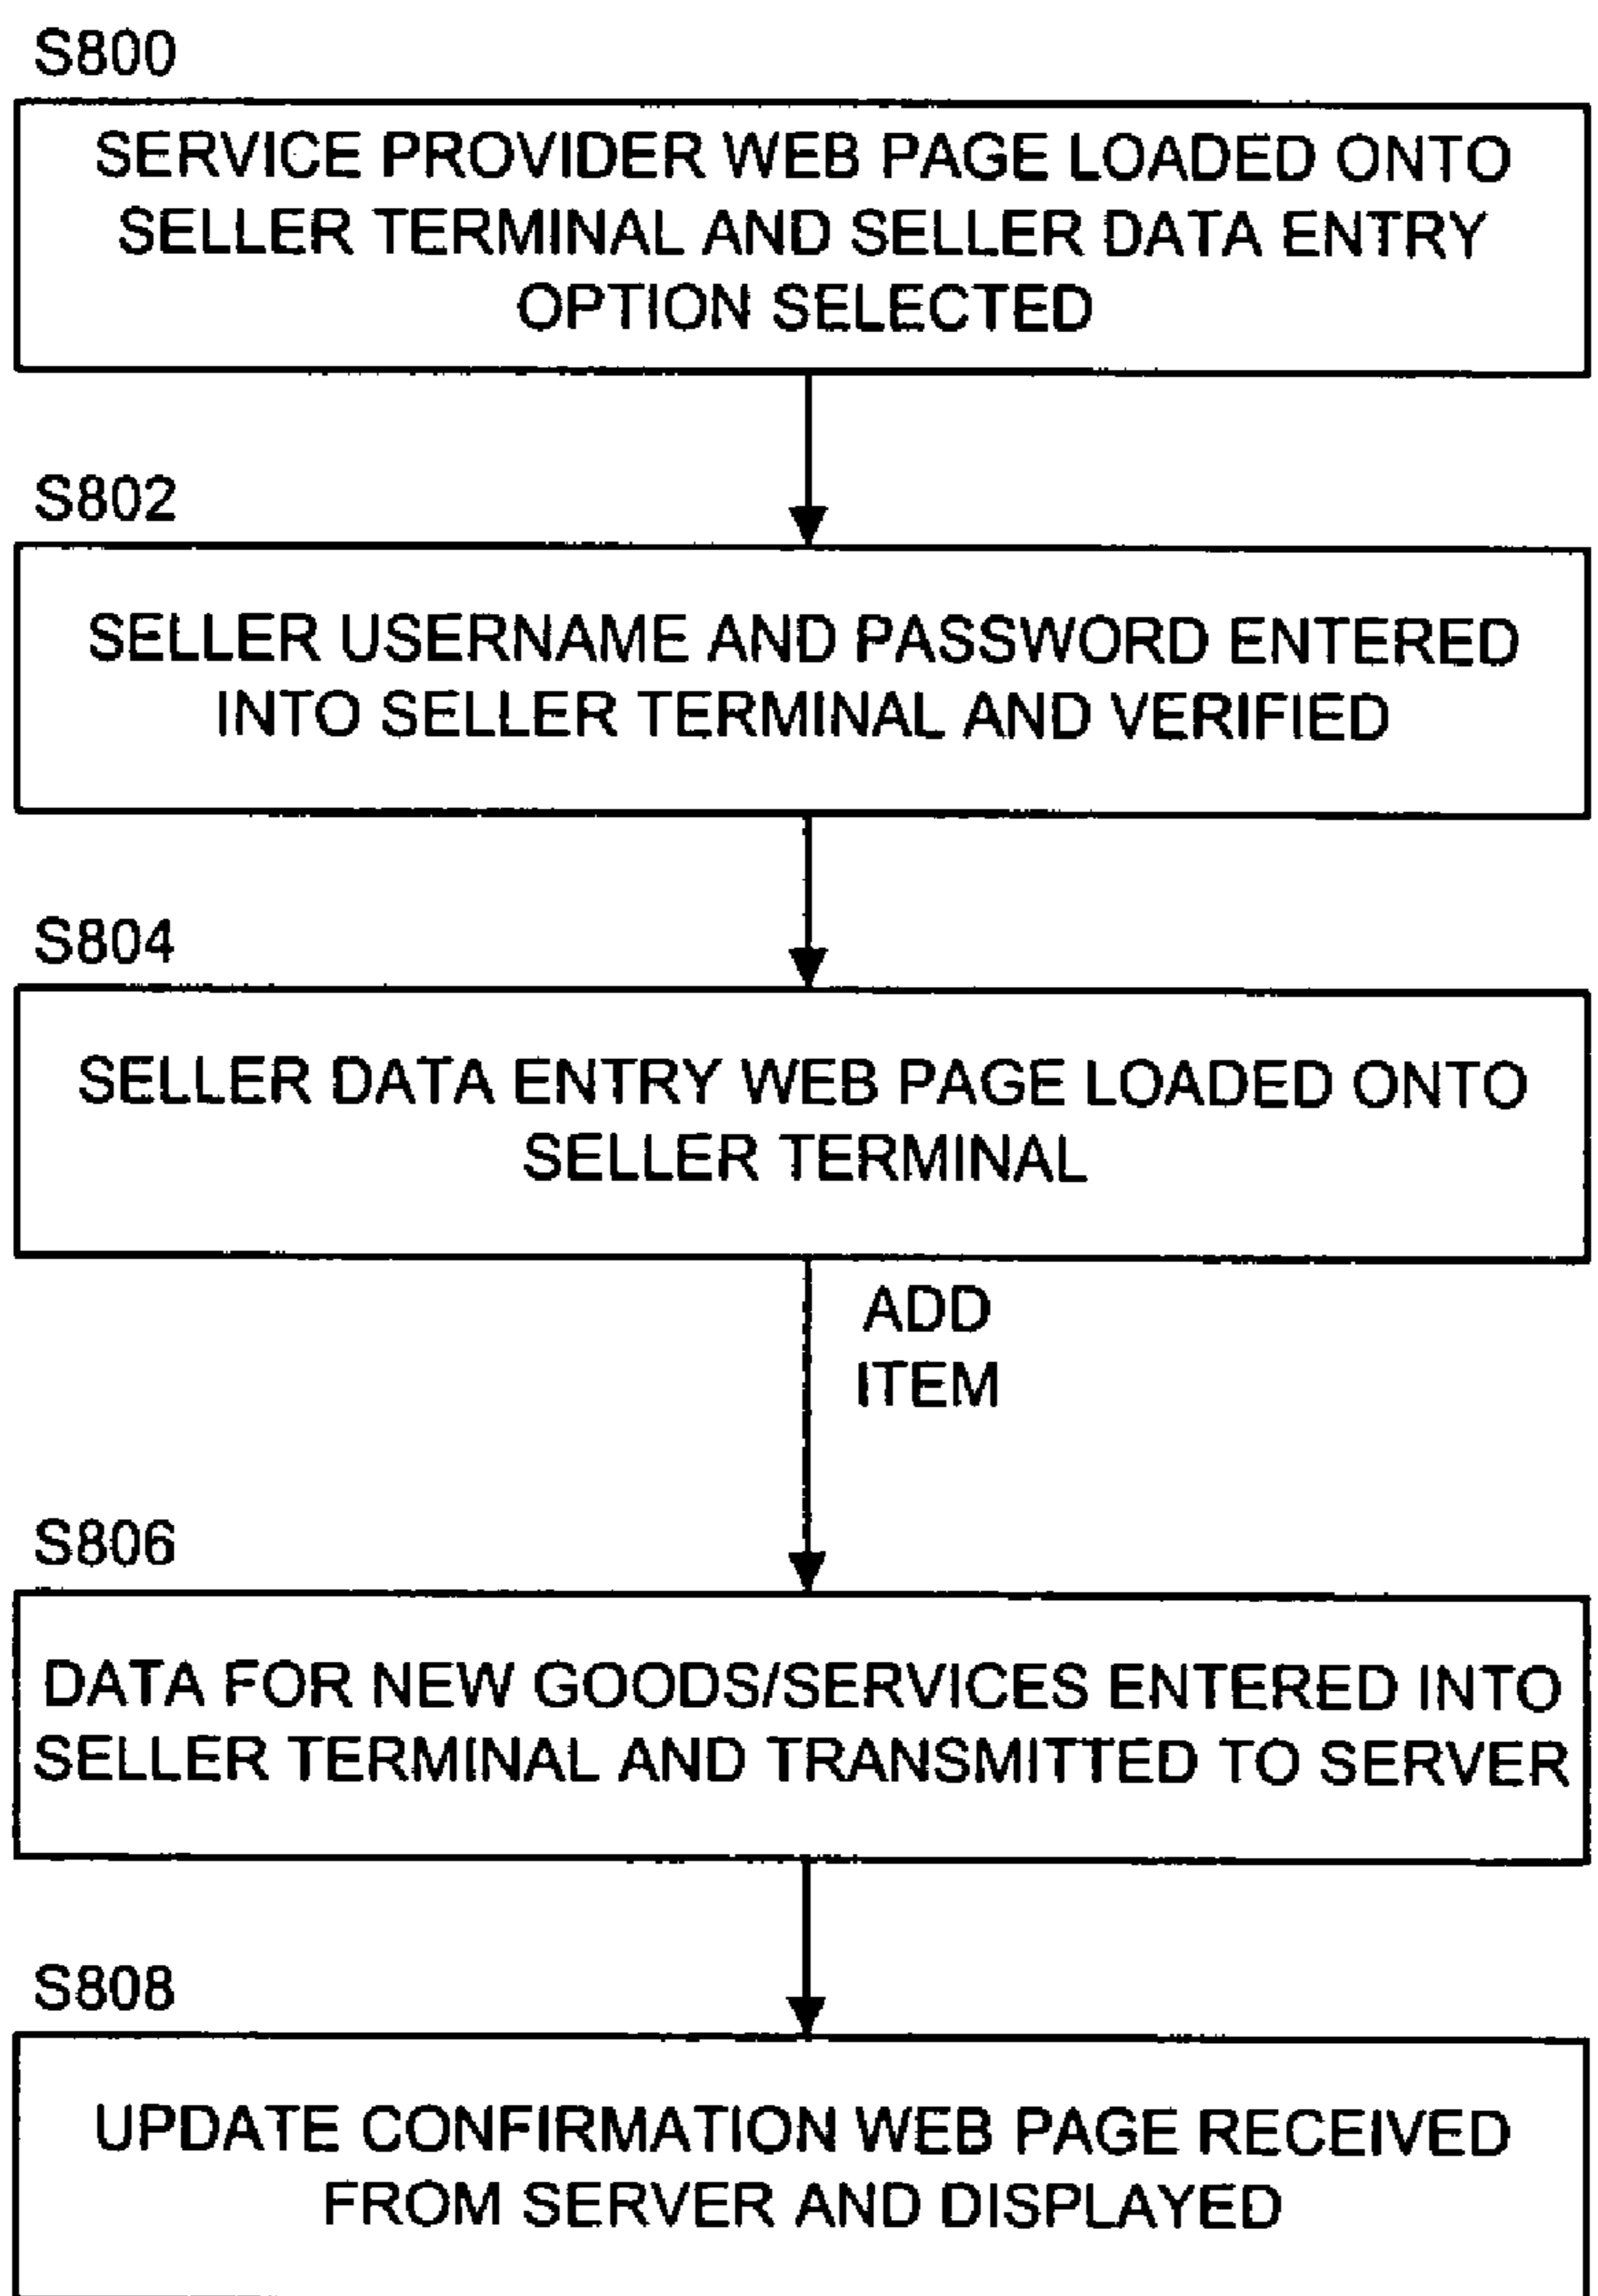 S800
SERVICE PROVIDER WEB PAGE LOADED ONTO
SELLER TERMINAL AND SELLER DATA ENTRY
OPTION SELECTED
S802
SELLER USERNAME AND PASSWORD ENTERED
INTO SELLER TERMINAL AND VERIFIED
S804
SELLER DATA ENTRY WEB PAGE LOADED ONTO
SELLER TERMINAL
ADD
ITEM
S806
DATA FOR NEW GOODS/SERVICES ENTERED INTO
SELLER TERMINAL AND TRANSMITTED TO SERVER
S808
UPDATE CONFIRMATION WEB PAGE RECEIVED
FROM SERVER AND DISPLAYED